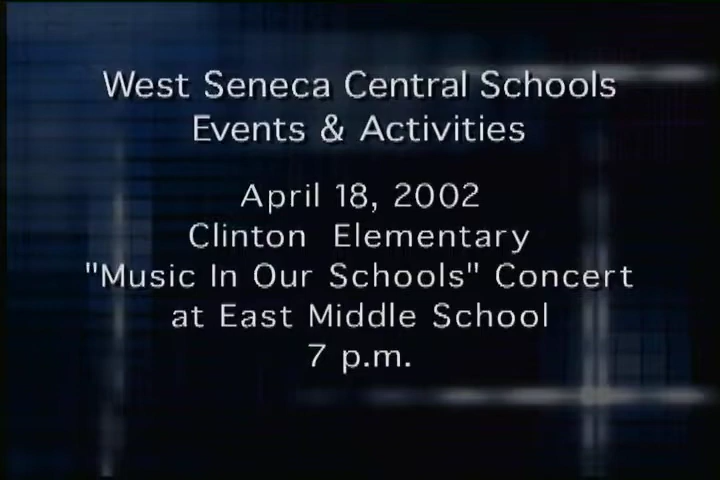 West Seneca Central Schools
Events & Activities
April 18, 2002
Clinton Elementary
"Music In Our Schools" Concert
at East Middle School
7 p.m.